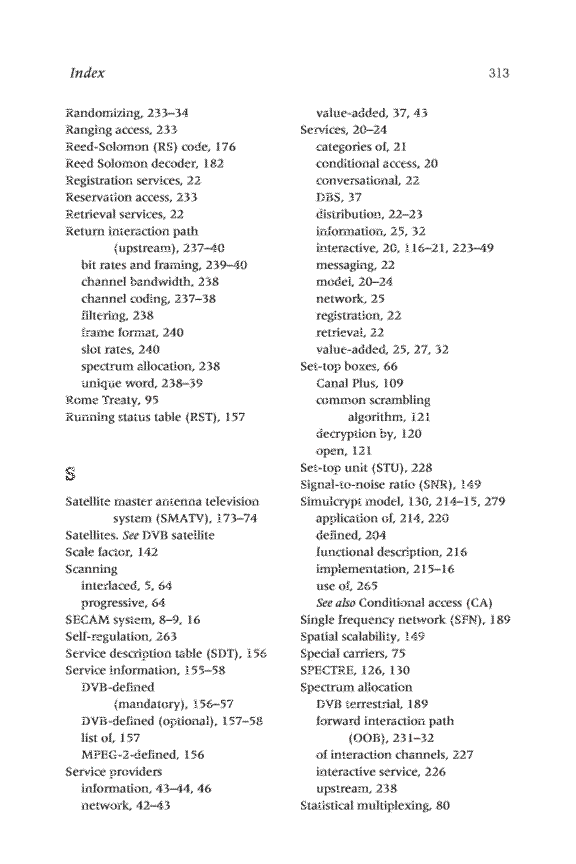 Index 313
Randomizing, 233–34
Ranging access, 233
Reed-Solomon (RS) code, 176
Reed Solomon decoder, 182
Registration services, 22
Reservation access, 233
Retrieval services, 22
Return interaction path
(upstream), 237–40
bit rates and framing, 239–40
channel bandwidth, 238
channel coding, 237–38
filtering, 238
frame format, 240
slot rates, 240
spectrum allocation, 238
unique word, 238–39
Rome Treaty, 95
Running status table (RST), 157
S
Satellite master antenna television
system (SMATV), 173–74
Satellites. See DVB satellite
Scale factor, 142
Scanning
interlaced, 5, 64
progressive, 64
SECAM system, 8–9, 16
Self-regulation, 263
Service description table (SDT), 156
Service information, 155–58
DVB-defined
(mandatory), 156–57
DVB-defined (optional), 157–58
list of, 157
MPEG-2-defined, 156
Service providers
information, 43–44, 46
network, 42–43
value-added, 37, 43
Services, 20–24
categories of, 21
conditional access, 20
conversational, 22
DBS, 37
distribution, 22–23
information, 25, 32
interactive, 20, 116–21, 223–49
messaging, 22
model, 20–24
network, 25
registration, 22
retrieval, 22
value-added, 25, 27, 32
Set-top boxes, 66
Canal Plus, 109
common scrambling
algorithm, 121
decryption by, 120
open, 121
Set-top unit (STU), 228
Signal-to-noise ratio (SNR), 149
Simulcrypt model, 130, 214–15, 279
application of, 214, 220
defined, 204
functional description, 216
implementation, 215–16
use of, 265
See also Conditional access (CA)
Single frequency network (SFN), 189
Spatial scalability, 149
Special carriers, 75
SPECTRE, 126, 130
Spectrum allocation
DVB terrestrial, 189
forward interaction path
(OOB), 231–32
of interaction channels, 227
interactive service, 226
upstream, 238
Statistical multiplexing, 80